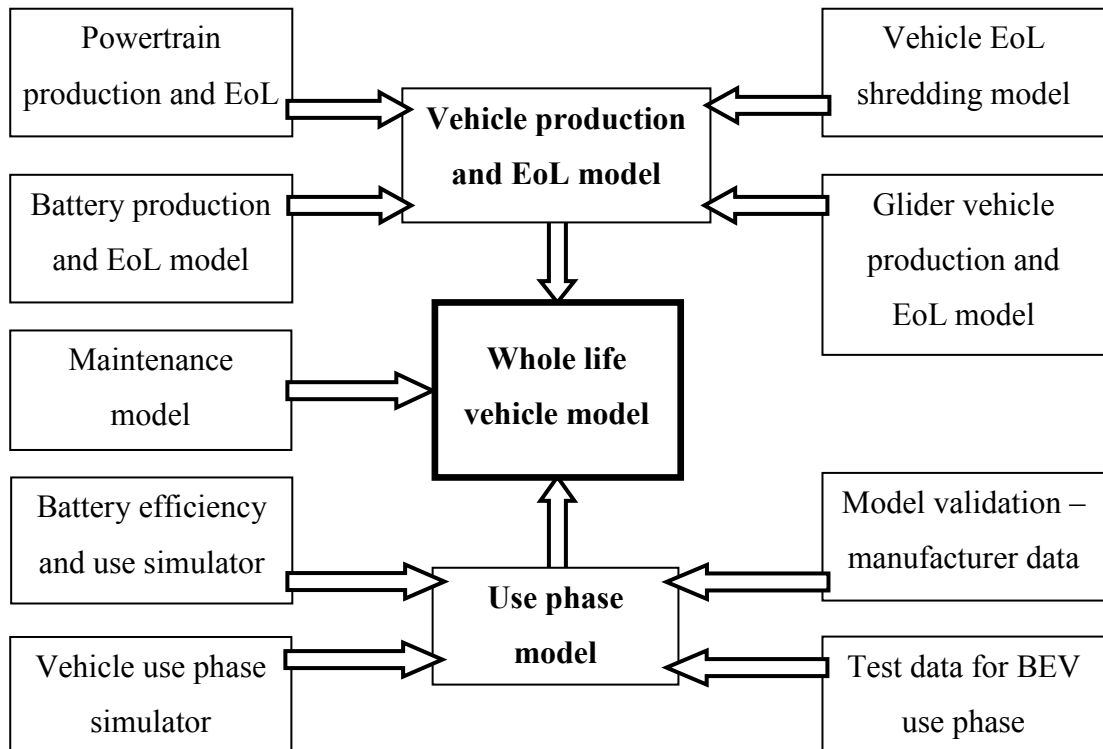 Powertrain
production and EoL
Vehicle production
and EoL model
Vehicle EoL
shredding model
Battery production
and EoL model
Glider vehicle
production and
EoL model
Maintenance
model
Whole life
vehicle model
Battery efficiency
and use simulator
Use phase
model
Model validation –
manufacturer data
Vehicle use phase
simulator
Test data for BEV
use phase